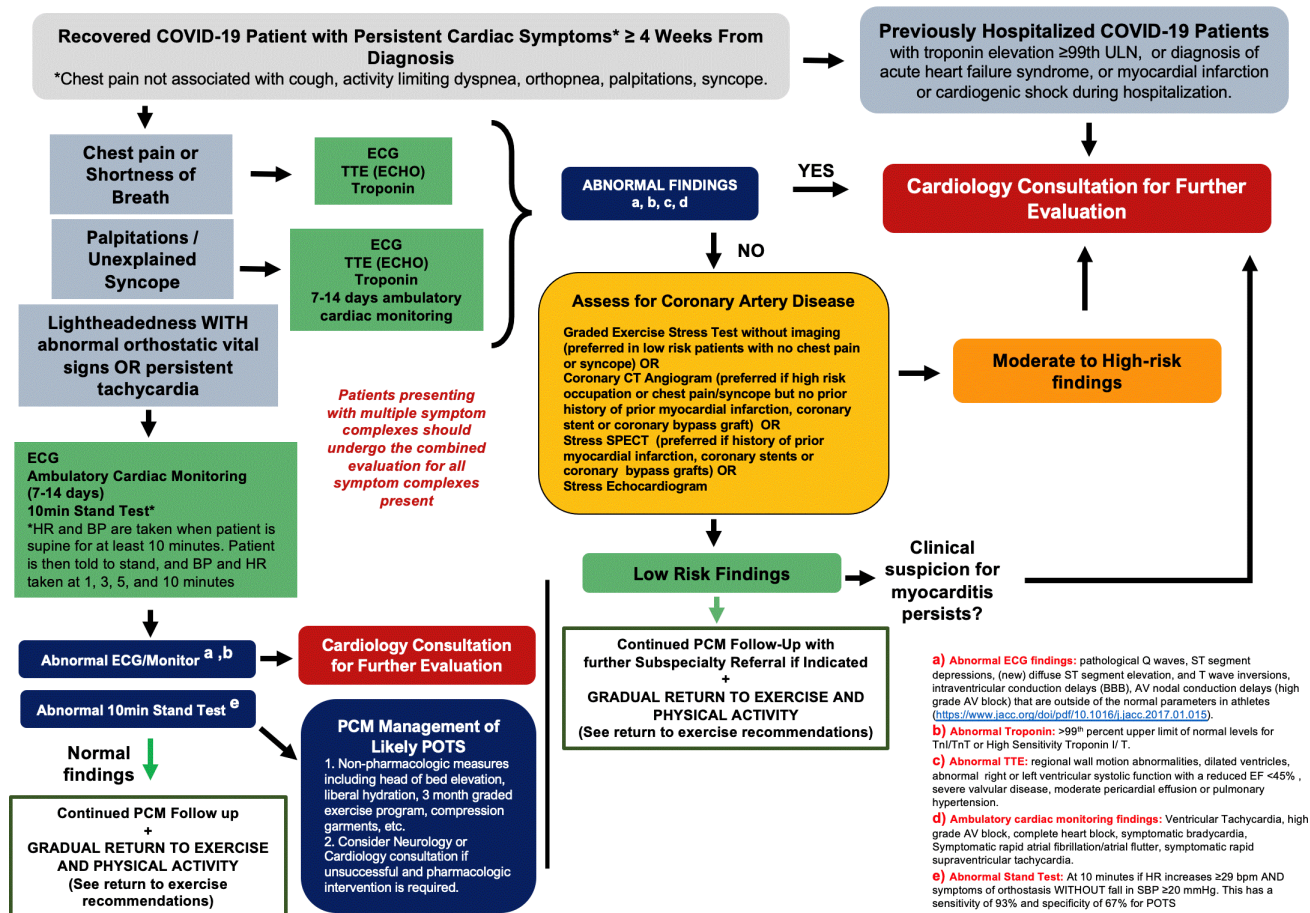 Recovered COVID-19 Patient with Persistent Cardiac Symptoms* ≥ 4 Weeks From
Diagnosis
*Chest pain not associated with cough, activity limiting dyspnea, orthopnea, palpitations, syncope.
Previously Hospitalized COVID-19 Patients
with troponin elevation ≥99th ULN, or diagnosis of
acute heart failure syndrome, or myocardial infarction
or cardiogenic shock during hospitalization.
Chest pain or
Shortness of
Breath
ECG
TTE (ECHO)
Troponin
Palpitations /
Unexplained
Syncope
ECG
TTE (ECHO)
Troponin
7-14 days ambulatory
cardiac monitoring
ABNORMAL FINDINGS
a, b, c, d
YES
Cardiology Consultation for Further
Evaluation
NO
Lightheadedness WITH
abnormal orthostatic vital
signs OR persistent
tachycardia
Patients presenting
with multiple symptom
complexes should
undergo the combined
evaluation for all
symptom complexes
present
Assess for Coronary Artery Disease
Graded Exercise Stress Test without imaging
(preferred in low risk patients with no chest pain
or syncope) OR
Coronary CT Angiogram (preferred if high risk
occupation or chest pain/syncope but no prior
history of prior myocardial infarction, coronary
stent or coronary bypass graft) OR
Stress SPECT (preferred if history of prior
myocardial infarction, coronary stents or
coronary bypass grafts) OR
Stress Echocardiogram
Moderate to High-risk
findings
ECG
Ambulatory Cardiac Monitoring
(7-14 days)
10min Stand Test*
*HR and BP are taken when patient is
supine for at least 10 minutes. Patient
is then told to stand, and BP and HR
taken at 1, 3, 5, and 10 minutes
Low Risk Findings
Clinical
suspicion for
myocarditis
persists?
Abnormal ECG/Monitor a ,b
Cardiology Consultation
for Further Evaluation
Abnormal 10min Stand Test e
Normal
findings
Continued PCM Follow up
+
GRADUAL RETURN TO EXERCISE
AND PHYSICAL ACTIVITY
(See return to exercise
recommendations)
PCM Management of
Likely POTS
1. Non-pharmacologic measures
including head of bed elevation,
liberal hydration, 3 month graded
exercise program, compression
garments, etc.
2. Consider Neurology or
Cardiology consultation if
unsuccessful and pharmacologic
intervention is required.
Continued PCM Follow-Up with
further Subspecialty Referral if Indicated
+
GRADUAL RETURN TO EXERCISE AND
PHYSICAL ACTIVITY
(See return to exercise recommendations)
a) Abnormal ECG findings: pathological Q waves, ST segment
depressions, (new) diffuse ST segment elevation, and T wave inversions,
intraventricular conduction delays (BBB), AV nodal conduction delays (high
grade AV block) that are outside of the normal parameters in athletes
(https://www.jacc.org/doi/pdf/10.1016/j.jacc.2017.01.015).
b) Abnormal Troponin: >99th percent upper limit of normal levels for
TnI/TnT or High Sensitivity Troponin I/ T.
c) Abnormal TTE: regional wall motion abnormalities, dilated ventricles,
abnormal right or left ventricular systolic function with a reduced EF <45% ,
severe valvular disease, moderate pericardial effusion or pulmonary
hypertension.
d) Ambulatory cardiac monitoring findings: Ventricular Tachycardia, high
grade AV block, complete heart block, symptomatic bradycardia,
Symptomatic rapid atrial fibrillation/atrial flutter, symptomatic rapid
supraventricular tachycardia.
e) Abnormal Stand Test: At 10 minutes if HR increases ≥29 bpm AND
symptoms of orthostasis WITHOUT fall in SBP ≥20 mmHg. This has a
sensitivity of 93% and specificity of 67% for POTS